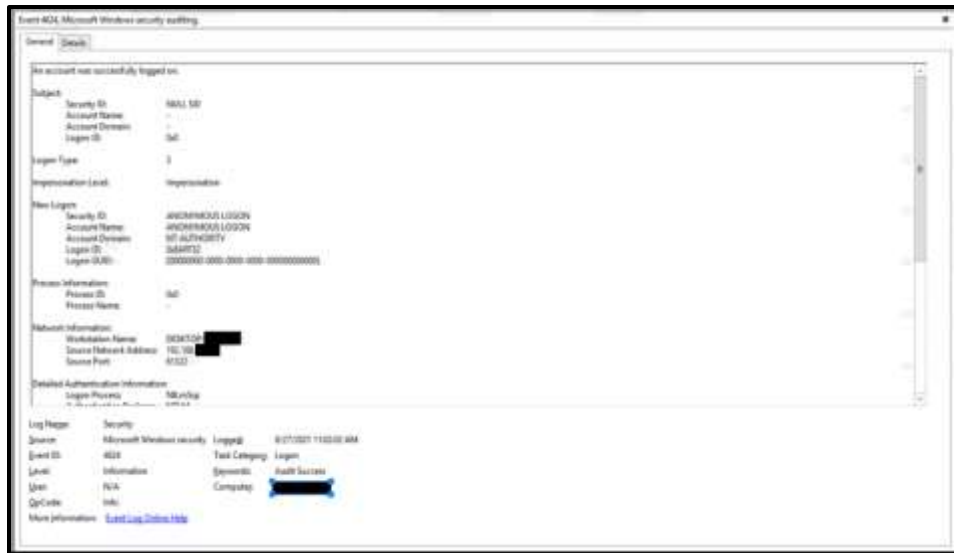 Event 4624, Microsoft Windows security auditing.
General Details
An account was successfully logged on.
Subject:
Security ID: NULL SID
Account Name: -
Account Domain: -
Logon ID: 0x0
Logon Type: 3
Impersonation Level: Impersonation
New Logon:
Security ID: ANONYMOUS LOGON
Account Name: ANONYMOUS LOGON
Account Domain: NT AUTHORITY
Logon ID:
Logon GUID:
Process Information:
Process ID: 0x0
Process Name: -
Network Information:
Workstation Name: DESKTOP-
Source Network Address: 192.168.
Source Port:
Detailed Authentication Information:
Logon Process: NtLmSsp
Log Name: Security
Source: Microsoft Windows security Logged: 8/27/2021
Event ID: 4624 Task Category: Logon
Level: Information Keywords: Audit Success
User: N/A Computer:
OpCode: Info
More Information: Event Log Online Help